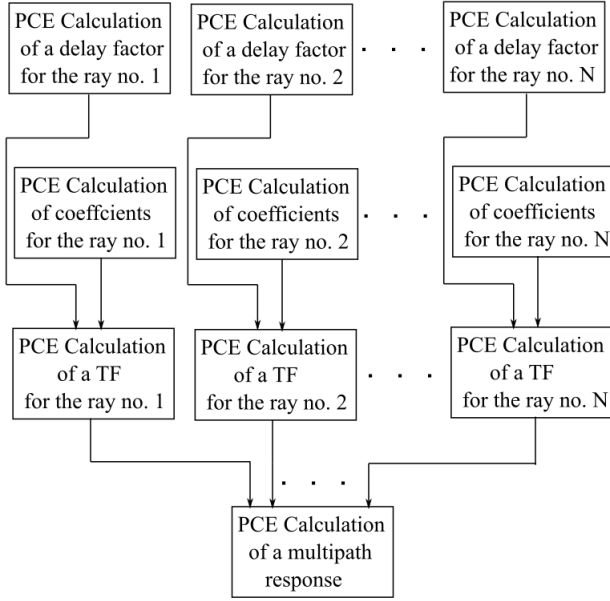 PCE Calculation
of a delay factor
for the ray no. 1
PCE Calculation
of a delay factor
for the ray no. 2
PCE Calculation
of a delay factor
for the ray no. N
PCE Calculation
of coeffcients
for the ray no. 1
PCE Calculation
of coefficients
for the ray no. 2
PCE Calculation
of coefficients
for the ray no. N
PCE Calculation
of a TF
for the ray no. 1
PCE Calculation
of a TF
for the ray no. 2
PCE Calculation
of a TF
for the ray no. N
PCE Calculation
of a multipath
response